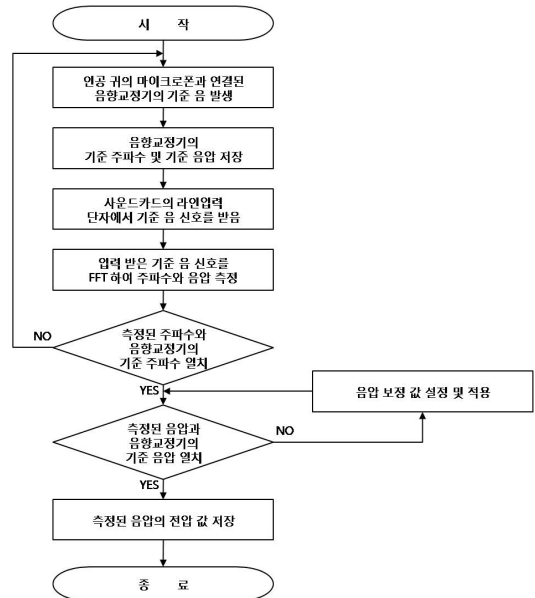 시 작
인공 귀의 마이크로폰과 연결된
음향교정기의 기준 음 발생
음향교정기의
기준 주파수 및 기준 음압 저장
사운드카드의 라인입력
단자에서 기준 음 신호를 받음
입력 받은 기준 음 신호를
FFT 하여 주파수와 음압 측정
NO
측정된 주파수와
음향교정기의
기준 주파수 일치
YES
음압 보정 값 설정 및 적용
측정된 음압과
음향교정기의
기준 음압 일치
NO
YES
측정된 음압의 전압 값 저장
종 료